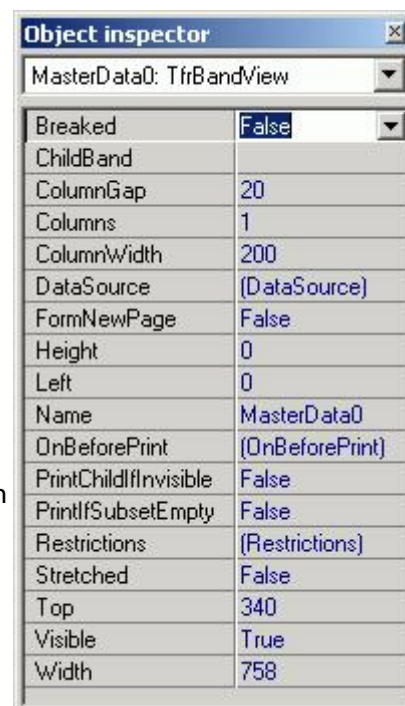 Object inspector
MasterData0: TfrBandView
Breaked False
ChildBand
ColumnGap 20
Columns 1
ColumnWidth 200
DataSource (DataSource)
FormNewPage False
Height 0
Left 0
Name MasterData0
OnBeforePrint (OnBeforePrint)
PrintChildIfInvisible False
PrintIfSubsetEmpty False
Restrictions (Restrictions)
Stretched False
Top 340
Visible True
Width 758